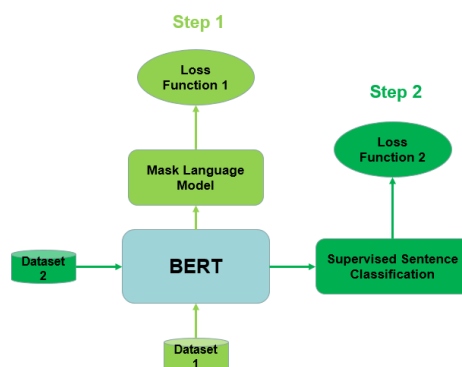 Step 1
Loss
Function 1
Step 2
Loss
Function 2
Mask Language
Model
Dataset
2
BERT
Supervised Sentence
Classification
Dataset
1